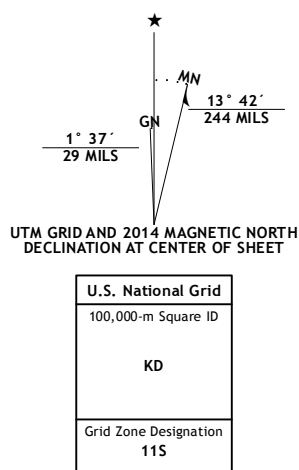 ★
MN
GN
13° 42´
244 MILS
1° 37´
29 MILS
UTM GRID AND 2014 MAGNETIC NORTH
DECLINATION AT CENTER OF SHEET
U.S. National Grid
100,000-m Square ID
KD
Grid Zone Designation
11S